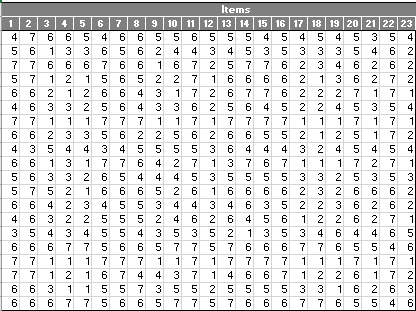 Items
1 2 3 4 5 6 7 8 9 10 11 12 13 14 15 16 17 18 19 20 21 22 23
4 7 6 6 5 4 6 6 5 5 6 5 5 5 4 5 4 5 4 5 3 5 4
5 6 1 3 3 6 5 6 2 4 4 3 4 5 3 5 3 3 3 5 4 6 2
7 7 6 6 6 7 6 6 1 6 7 2 5 7 7 6 2 3 4 6 2 6 2
5 7 1 2 1 5 6 5 2 2 7 1 6 6 6 6 2 1 3 6 2 7 2
6 6 2 1 2 6 6 4 3 1 7 2 6 7 6 7 2 2 2 7 1 7 1
4 6 3 3 2 5 6 4 3 3 6 2 5 6 4 5 2 2 4 5 3 5 4
7 7 1 1 1 7 7 7 1 1 7 1 7 7 7 7 1 1 1 7 1 7 1
6 6 2 3 3 5 6 2 2 5 6 2 6 6 5 5 2 1 2 5 1 7 2
4 3 5 4 4 3 4 5 5 5 5 3 6 4 4 4 3 2 4 5 4 5 4
6 6 1 3 1 7 7 6 4 2 7 1 3 7 6 7 1 1 1 7 2 7 1
6 5 3 3 2 6 5 4 4 4 5 3 5 5 5 5 3 3 2 5 3 6 5
5 7 5 2 1 6 6 6 5 2 6 1 6 6 6 6 2 1 3 6 2 6 2
6 6 4 2 3 4 5 5 3 4 4 3 4 6 3 5 2 2 3 5 2 6 3
4 6 3 2 2 5 5 3 2 4 6 2 6 4 5 6 1 2 1 6 2 7 1
3 5 4 3 4 5 5 4 3 5 3 5 2 1 3 5 3 4 6 4 4 6 5
6 6 6 7 7 5 6 6 5 7 7 5 7 6 6 6 7 7 6 5 5 4 6
7 7 1 1 1 7 7 7 1 1 7 1 7 7 7 7 1 1 1 7 1 7 1
7 7 1 2 1 6 7 4 4 3 7 1 4 6 6 7 1 2 2 6 1 7 2
6 6 3 1 1 5 5 7 3 5 5 2 5 5 5 5 3 3 1 6 2 6 3
6 6 6 7 7 5 6 6 5 7 7 5 7 6 6 6 7 7 1 6 5 5 4 6